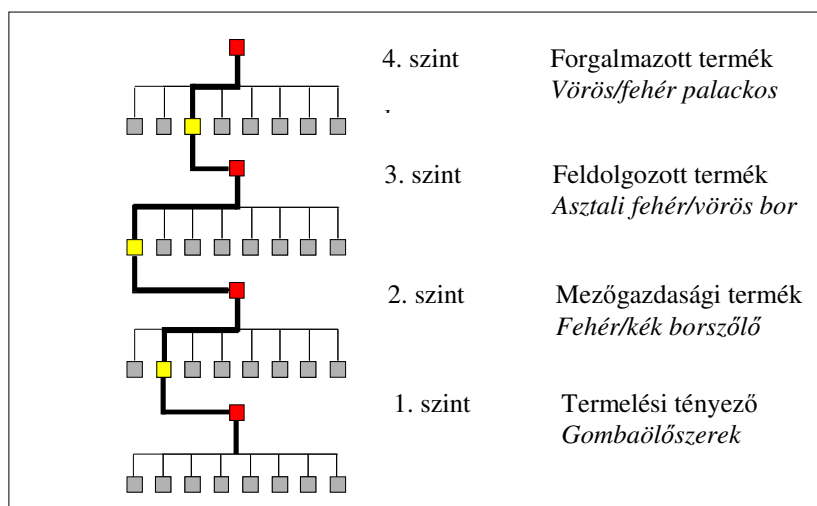 4. szint Forgalmazott termék
Vörös/fehér palackos
.
3. szint Feldolgozott termék
Asztali fehér/vörös bor
2. szint Mezőgazdasági termék
Fehér/kék borszőlő
1. szint Termelési tényező
Gombaölőszerek